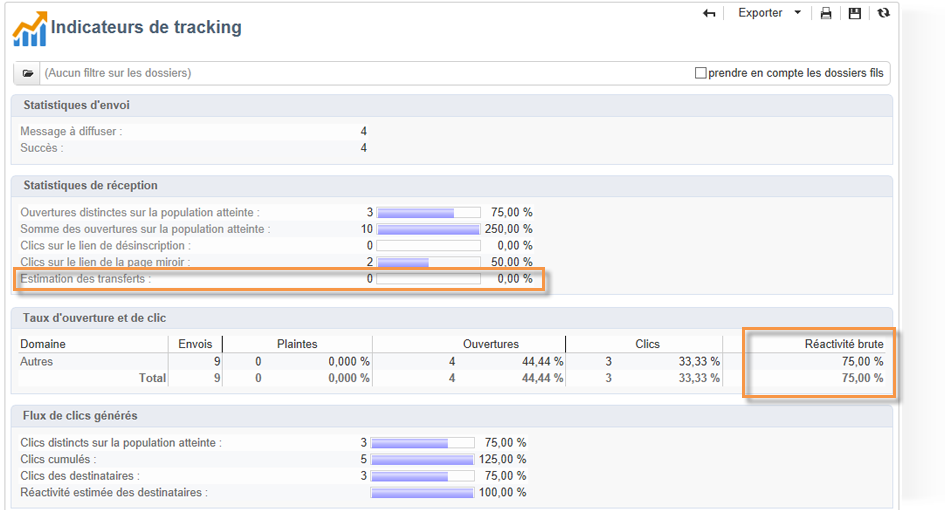 Indicateurs de tracking
Exporter
(Aucun filtre sur les dossiers)
prendre en compte les dossiers fils
Statistiques d'envoi
Message à diffuser : 4
Succès : 4
Statistiques de réception
Ouvertures distinctes sur la population atteinte : 3 75,00 %
Somme des ouvertures sur la population atteinte : 10 250,00 %
Clics sur le lien de désinscription : 0 0,00 %
Clics sur le lien de la page miroir : 2 50,00 %
Estimation des transferts : 0 0,00 %
Taux d'ouverture et de clic
Domaine Envois Plaintes Ouvertures Clics Réactivité brute
Autres 9 0 0,000 % 4 44,44 % 3 33,33 % 75,00 %
Total 9 0 0,000 % 4 44,44 % 3 33,33 % 75,00 %
Flux de clics générés
Clics distincts sur la population atteinte : 3 75,00 %
Clics cumulés : 5 125,00 %
Clics des destinataires : 3 75,00 %
Réactivité estimée des destinataires : 100,00 %